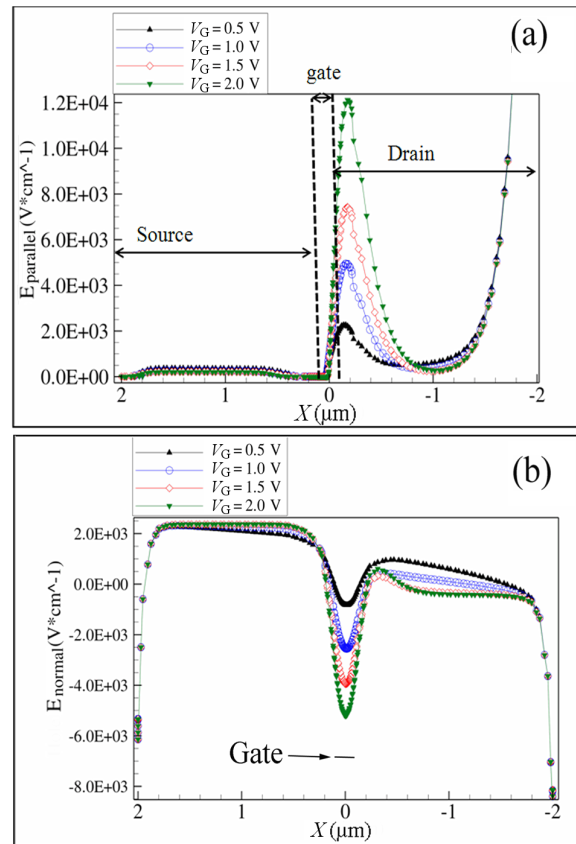 V_G = 0.5 V
V_G = 1.0 V
V_G = 1.5 V
V_G = 2.0 V
(a)
gate
Drain
Source
1.2E+04
1.0E+04
8.0E+03
6.0E+03
4.0E+03
2.0E+03
0.0E+00
E_parallel(V*cm^-1)
2 1 0 -1 -2
X (μm)
V_G = 0.5 V
V_G = 1.0 V
V_G = 1.5 V
V_G = 2.0 V
(b)
2.0E+03
0.0E+03
-2.0E+03
-4.0E+03
-6.0E+03
-8.0E+03
E_normal(V*cm^-1)
Gate
2 1 0 -1 -2
X (μm)